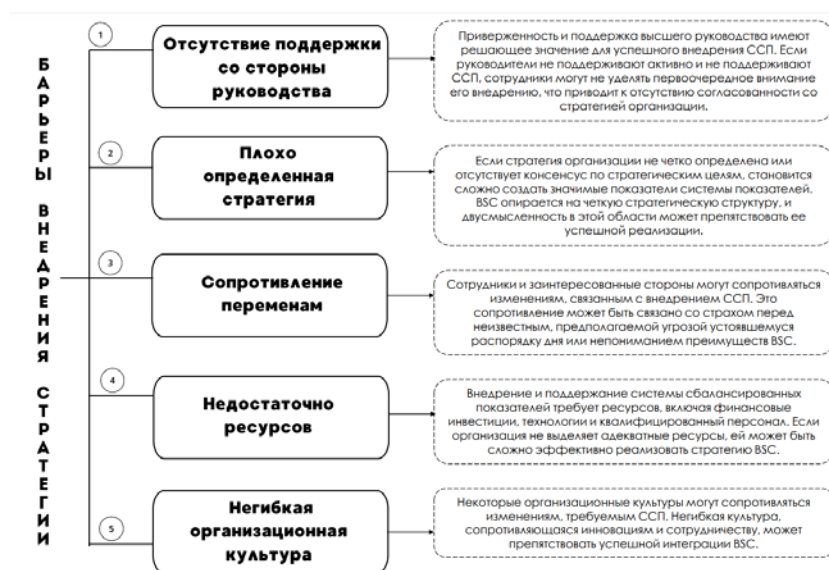 БАРЬЕРЫ ВНЕДРЕНИЯ СТРАТЕГИИ
1
Отсутствие поддержки
со стороны
руководства
Приверженность и поддержка высшего руководства имеют
решающее значение для успешного внедрения ССП. Если
руководители не поддерживают активно и не поддерживают
ССП, сотрудники могут не уделять первоочередное внимание
его внедрению, что приводит к отсутствию согласованности со
стратегией организации.
2
Плохо
определенная
стратегия
Если стратегия организации не четко определена или
отсутствует консенсус по стратегическим целям, становится
сложно создать значимые показатели системы показателей.
BSC опирается на четкую стратегическую структуру, и
двусмысленность в этой области может препятствовать ее
успешной реализации.
3
Сопротивление
переменам
Сотрудники и заинтересованные стороны могут сопротивляться
изменениям, связанным с внедрением ССП. Это
сопротивление может быть связано со страхом перед
неизвестным, предполагаемой угрозой устоявшемуся
распорядку дня или непониманием преимуществ BSC.
4
Недостаточно
ресурсов
Внедрение и поддержание системы сбалансированных
показателей требует ресурсов, включая финансовые
инвестиции, технологии и квалифицированный персонал. Если
организация не выделяет адекватные ресурсы, ей может быть
сложно эффективно реализовать стратегию BSC.
5
Негибкая
организационная
культура
Некоторые организационные культуры могут сопротивляться
изменениям, требуемым ССП. Негибкая культура,
сопротивляющаяся инновациям и сотрудничеству, может
препятствовать успешной интеграции BSC.